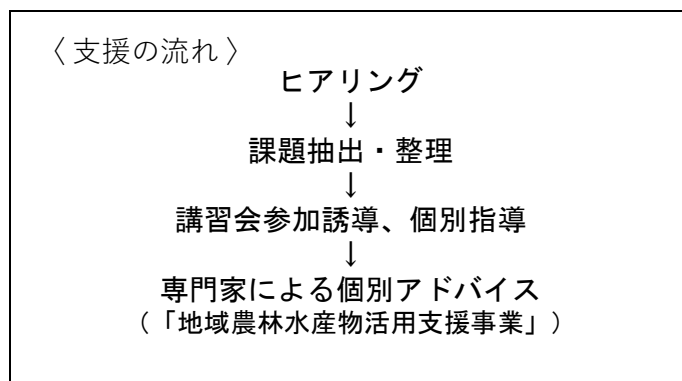 〈 支援の流れ 〉
ヒアリング
↓
課題抽出・整理
↓
講習会参加誘導、個別指導
↓
専門家による個別アドバイス
(「地域農林水産物活用支援事業」)